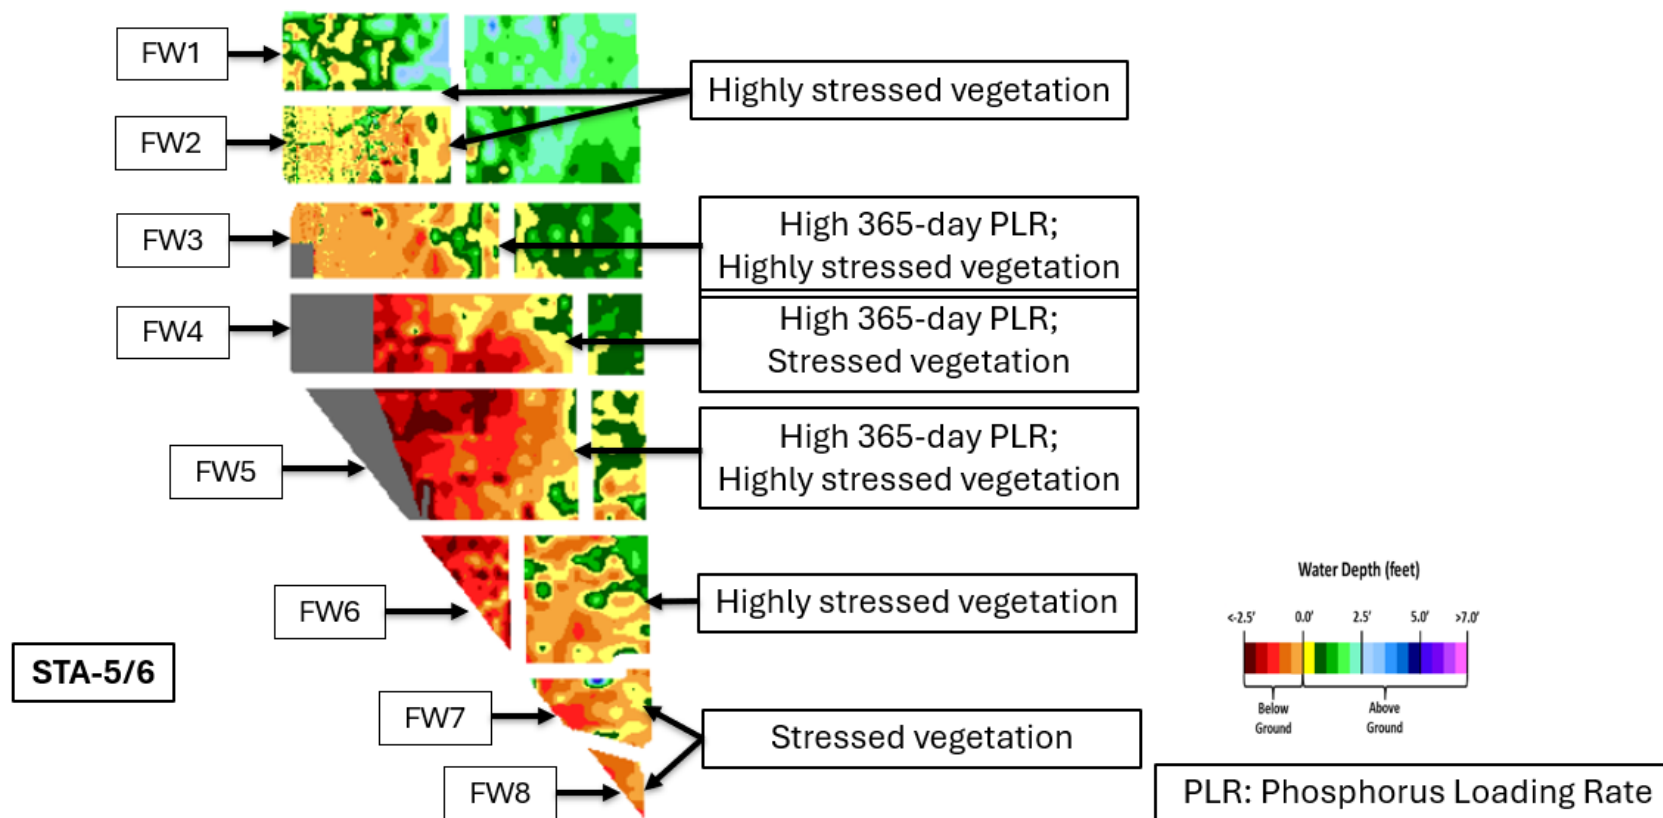 FW1
Highly stressed vegetation
FW2
FW3
High 365-day PLR;
Highly stressed vegetation
FW4
High 365-day PLR;
Stressed vegetation
FW5
High 365-day PLR;
Highly stressed vegetation
FW6
Highly stressed vegetation
STA-5/6
FW7
Stressed vegetation
FW8
Water Depth (feet)
<-2.5' 0.0' 2.5' 5.0' >7.0'
Below
Ground
Above
Ground
PLR: Phosphorus Loading Rate